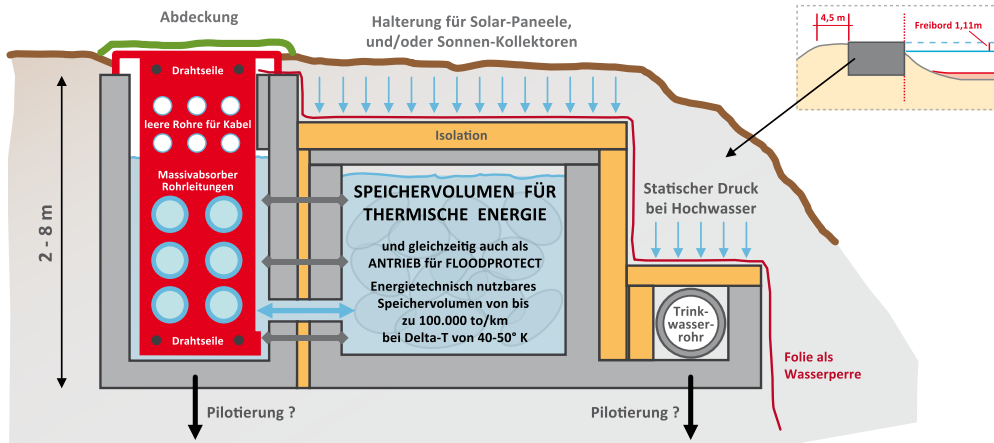 Abdeckung
Halterung für Solar-Paneele,
und/oder Sonnen-Kollektoren
4,5 m
Freibord 1,11m
Drahtseile
leere Rohre für Kabel
Massivabsorber
Rohrleitungen
Drahtseile
2 - 8 m
Isolation
SPEICHERVOLUMEN FÜR
THERMISCHE ENERGIE
und gleichzeitig auch als
ANTRIEB für FLOODPROTECT
Energietechnisch nutzbares
Speichervolumen von bis
zu 100.000 to/km
bei Delta-T von 40-50° K
Statischer Druck
bei Hochwasser
Trink-
wasser-
rohr
Folie als
Wasserperre
Pilotierung ?
Pilotierung ?